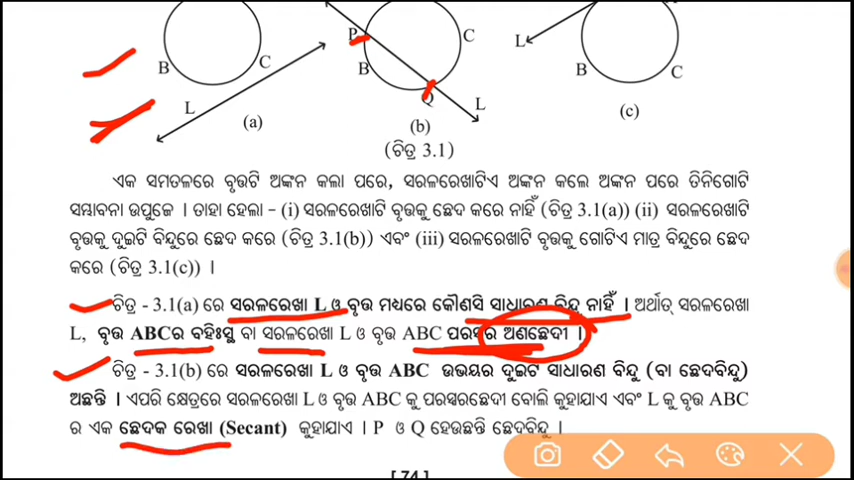 P
C
L
B
C
B
B
C
L
Q
L
(a)
(b)
(c)
(ଚିତ୍ର 3.1)
ଏକ ସମତଳରେ ବୃତ୍ତଟି ଅଙ୍କନ କଲା ପରେ, ସରଳରେଖାଟିଏ ଅଙ୍କନ କଲେ ଅଙ୍କନ ପରେ ତିନିଗୋଟି
ସମ୍ଭାବନା ଉପୁଜେ । ତାହା ହେଲା – (i) ସରଳରେଖାଟି ବୃତ୍ତକୁ ଛେଦ କରେ ନାହିଁ (ଚିତ୍ର 3.1(a)) (ii) ସରଳରେଖାଟି
ବୃତ୍ତକୁ ଦୁଇଟି ବିନ୍ଦୁରେ ଛେଦ କରେ (ଚିତ୍ର 3.1(b)) ଏବଂ (iii) ସରଳରେଖାଟି ବୃତ୍ତକୁ ଗୋଟିଏ ମାତ୍ର ବିନ୍ଦୁରେ ଛେଦ
କରେ (ଚିତ୍ର 3.1(c)) ।
ଚିତ୍ର - 3.1(a) ରେ ସରଳରେଖା L ଓ ବୃତ୍ତ ମଧ୍ୟରେ କୌଣସି ସାଧାରଣ ବିନ୍ଦୁ ନାହିଁ । ଅର୍ଥାତ୍ ସରଳରେଖା
L, ବୃତ୍ତ ABCର ବହିଃସ୍ଥ ବା ସରଳରେଖା L ଓ ବୃତ୍ତ ABC ପରସ୍ପର ଅଣଛେଦୀ ।
ଚିତ୍ର - 3.1(b) ରେ ସରଳରେଖା L ଓ ବୃତ୍ତ ABC ଉଭୟର ଦୁଇଟି ସାଧାରଣ ବିନ୍ଦୁ (ବା ଛେଦବିନ୍ଦୁ)
ଅଛନ୍ତି । ଏପରି କ୍ଷେତ୍ରରେ ସରଳରେଖା L ଓ ବୃତ୍ତ ABC କୁ ପରସ୍ପରଛେଦୀ ବୋଲି କୁହାଯାଏ ଏବଂ L କୁ ବୃତ୍ତ ABC
ର ଏକ ଛେଦକ ରେଖା (Secant) କୁହାଯାଏ । P ଓ Q ହେଉଛନ୍ତି ଛେଦବିନ୍ଦୁ ।
[ 74 ]